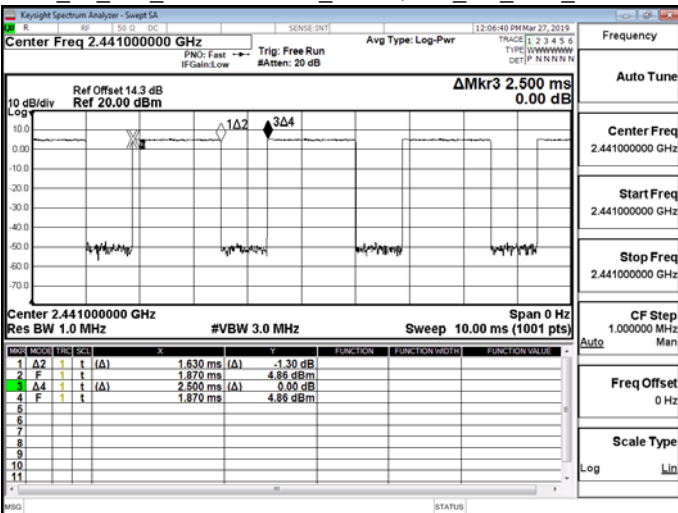 Keysight Spectrum Analyzer - Swept SA
R RF 50 Ω DC SENSE:INT 12:06:40 PM Mar 27, 2019
Center Freq 2.441000000 GHz
PNO: Fast
IFGain:Low
Trig: Free Run
#Atten: 20 dB
Avg Type: Log-Pwr
TRACE 1 2 3 4 5 6
TYPE WWWWWW
DET P N N N N N
Ref Offset 14.3 dB
Ref 20.00 dBm
10 dB/div
Log
ΔMkr3 2.500 ms
0.00 dB
1Δ2
3Δ4
10.0
0.00
-10.0
-20.0
-30.0
-40.0
-50.0
-60.0
-70.0
Center 2.441000000 GHz Span 0 Hz
Res BW 1.0 MHz #VBW 3.0 MHz Sweep 10.00 ms (1001 pts)
MKR MODE TRC SCL X Y FUNCTION FUNCTION WIDTH FUNCTION VALUE
1 Δ2 1 t (Δ) 1.630 ms (Δ) -1.30 dB
2 F 1 t 1.870 ms 4.86 dBm
3 Δ4 1 t (Δ) 2.500 ms (Δ) 0.00 dB
4 F 1 t 1.870 ms 4.86 dBm
5
6
7
8
9
10
11
MSG STATUS
Frequency
Auto Tune
Center Freq
2.441000000 GHz
Start Freq
2.441000000 GHz
Stop Freq
2.441000000 GHz
CF Step
1.000000 MHz
Auto Man
Freq Offset
0 Hz
Scale Type
Log Lin